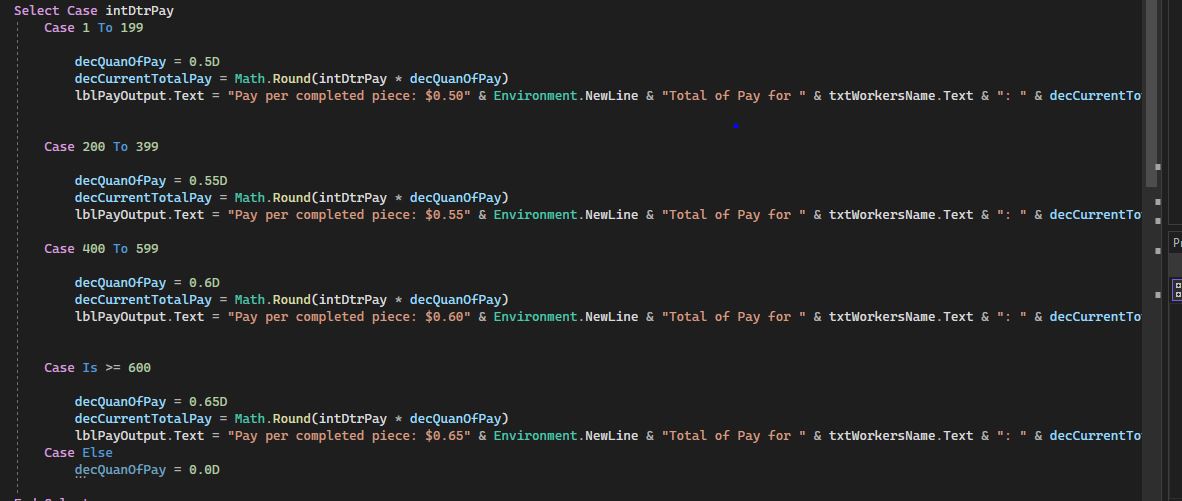 Select Case intDtrPay
Case 1 To 199
decQuanOfPay = 0.5D
decCurrentTotalPay = Math.Round(intDtrPay * decQuanOfPay)
lblPayOutput.Text = "Pay per completed piece: $0.50" & Environment.NewLine & "Total of Pay for " & txtWorkersName.Text & ": " & decCurrentTo
Case 200 To 399
decQuanOfPay = 0.55D
decCurrentTotalPay = Math.Round(intDtrPay * decQuanOfPay)
lblPayOutput.Text = "Pay per completed piece: $0.55" & Environment.NewLine & "Total of Pay for " & txtWorkersName.Text & ": " & decCurrentTo
Case 400 To 599
decQuanOfPay = 0.6D
decCurrentTotalPay = Math.Round(intDtrPay * decQuanOfPay)
lblPayOutput.Text = "Pay per completed piece: $0.60" & Environment.NewLine & "Total of Pay for " & txtWorkersName.Text & ": " & decCurrentTo
Case Is >= 600
decQuanOfPay = 0.65D
decCurrentTotalPay = Math.Round(intDtrPay * decQuanOfPay)
lblPayOutput.Text = "Pay per completed piece: $0.65" & Environment.NewLine & "Total of Pay for " & txtWorkersName.Text & ": " & decCurrentTo
Case Else
decQuanOfPay = 0.0D
End Select